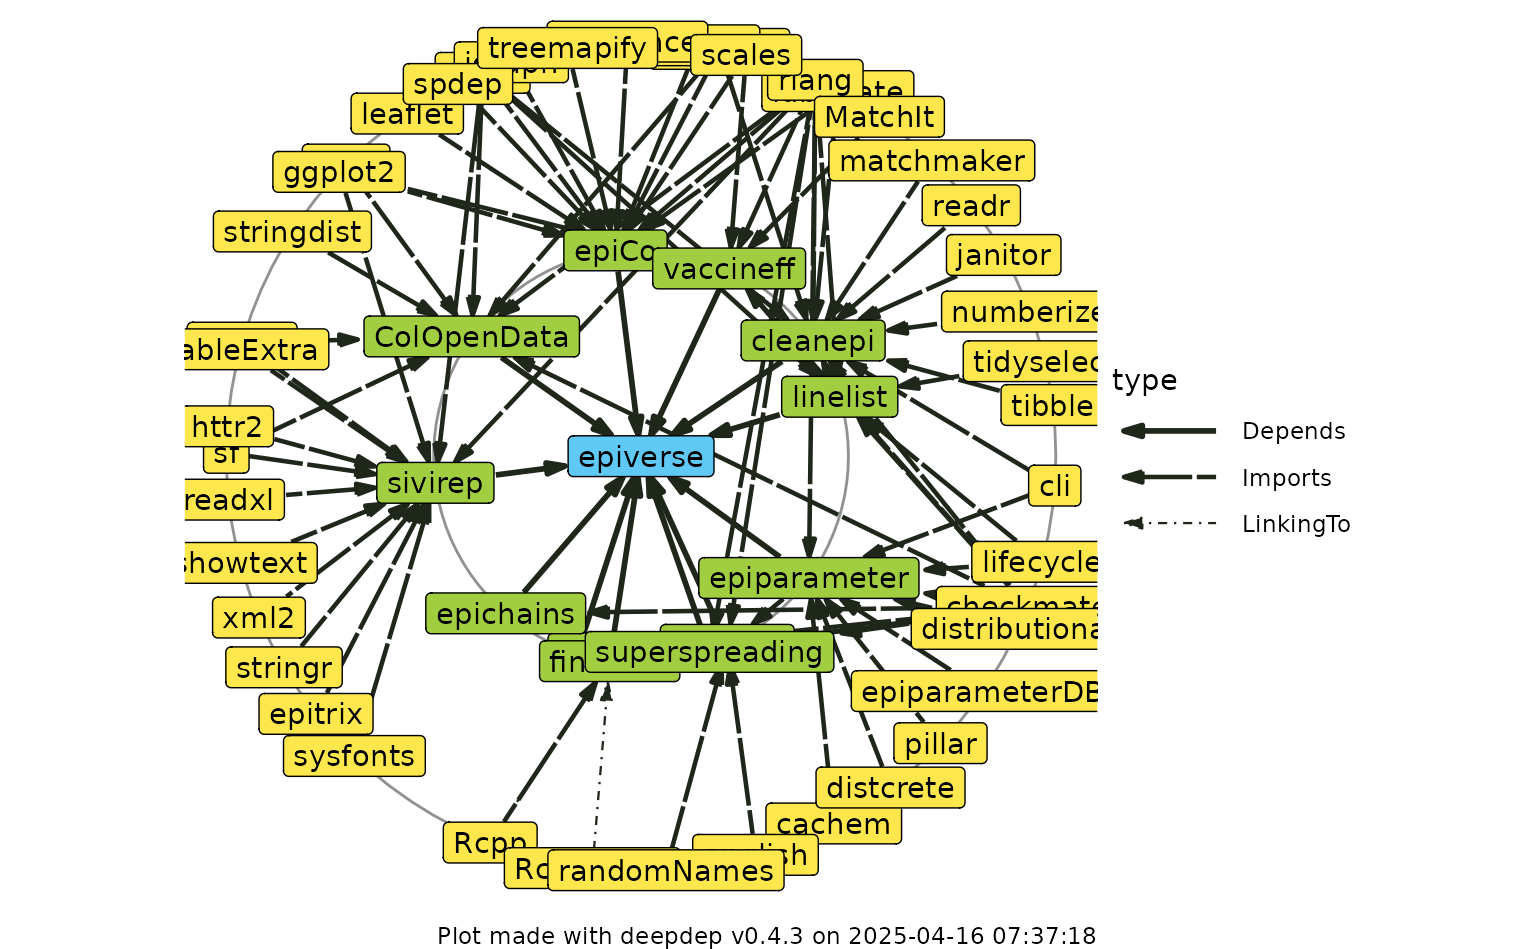 treemapify
scales
spdep
rlang
leaflet
MatchIt
ggplot2
matchmaker
readr
stringdist
epiCo
vaccineff
janitor
numberize
ColOpenData
cleanepi
ableExtra
tidyselec
linelist
tibble
httr2
sf
epiverse
sivirep
cli
readxl
showtext
epiparameter
lifecycle
checkmate
xml2
epichains
distributiona
fin
superspreading
stringr
epiparameterDB
epitrix
pillar
sysfonts
distcrete
cachem
Rcpp
Rc
randomNames
type
Depends
Imports
LinkingTo
Plot made with deepdep v0.4.3 on 2025-04-16 07:37:18